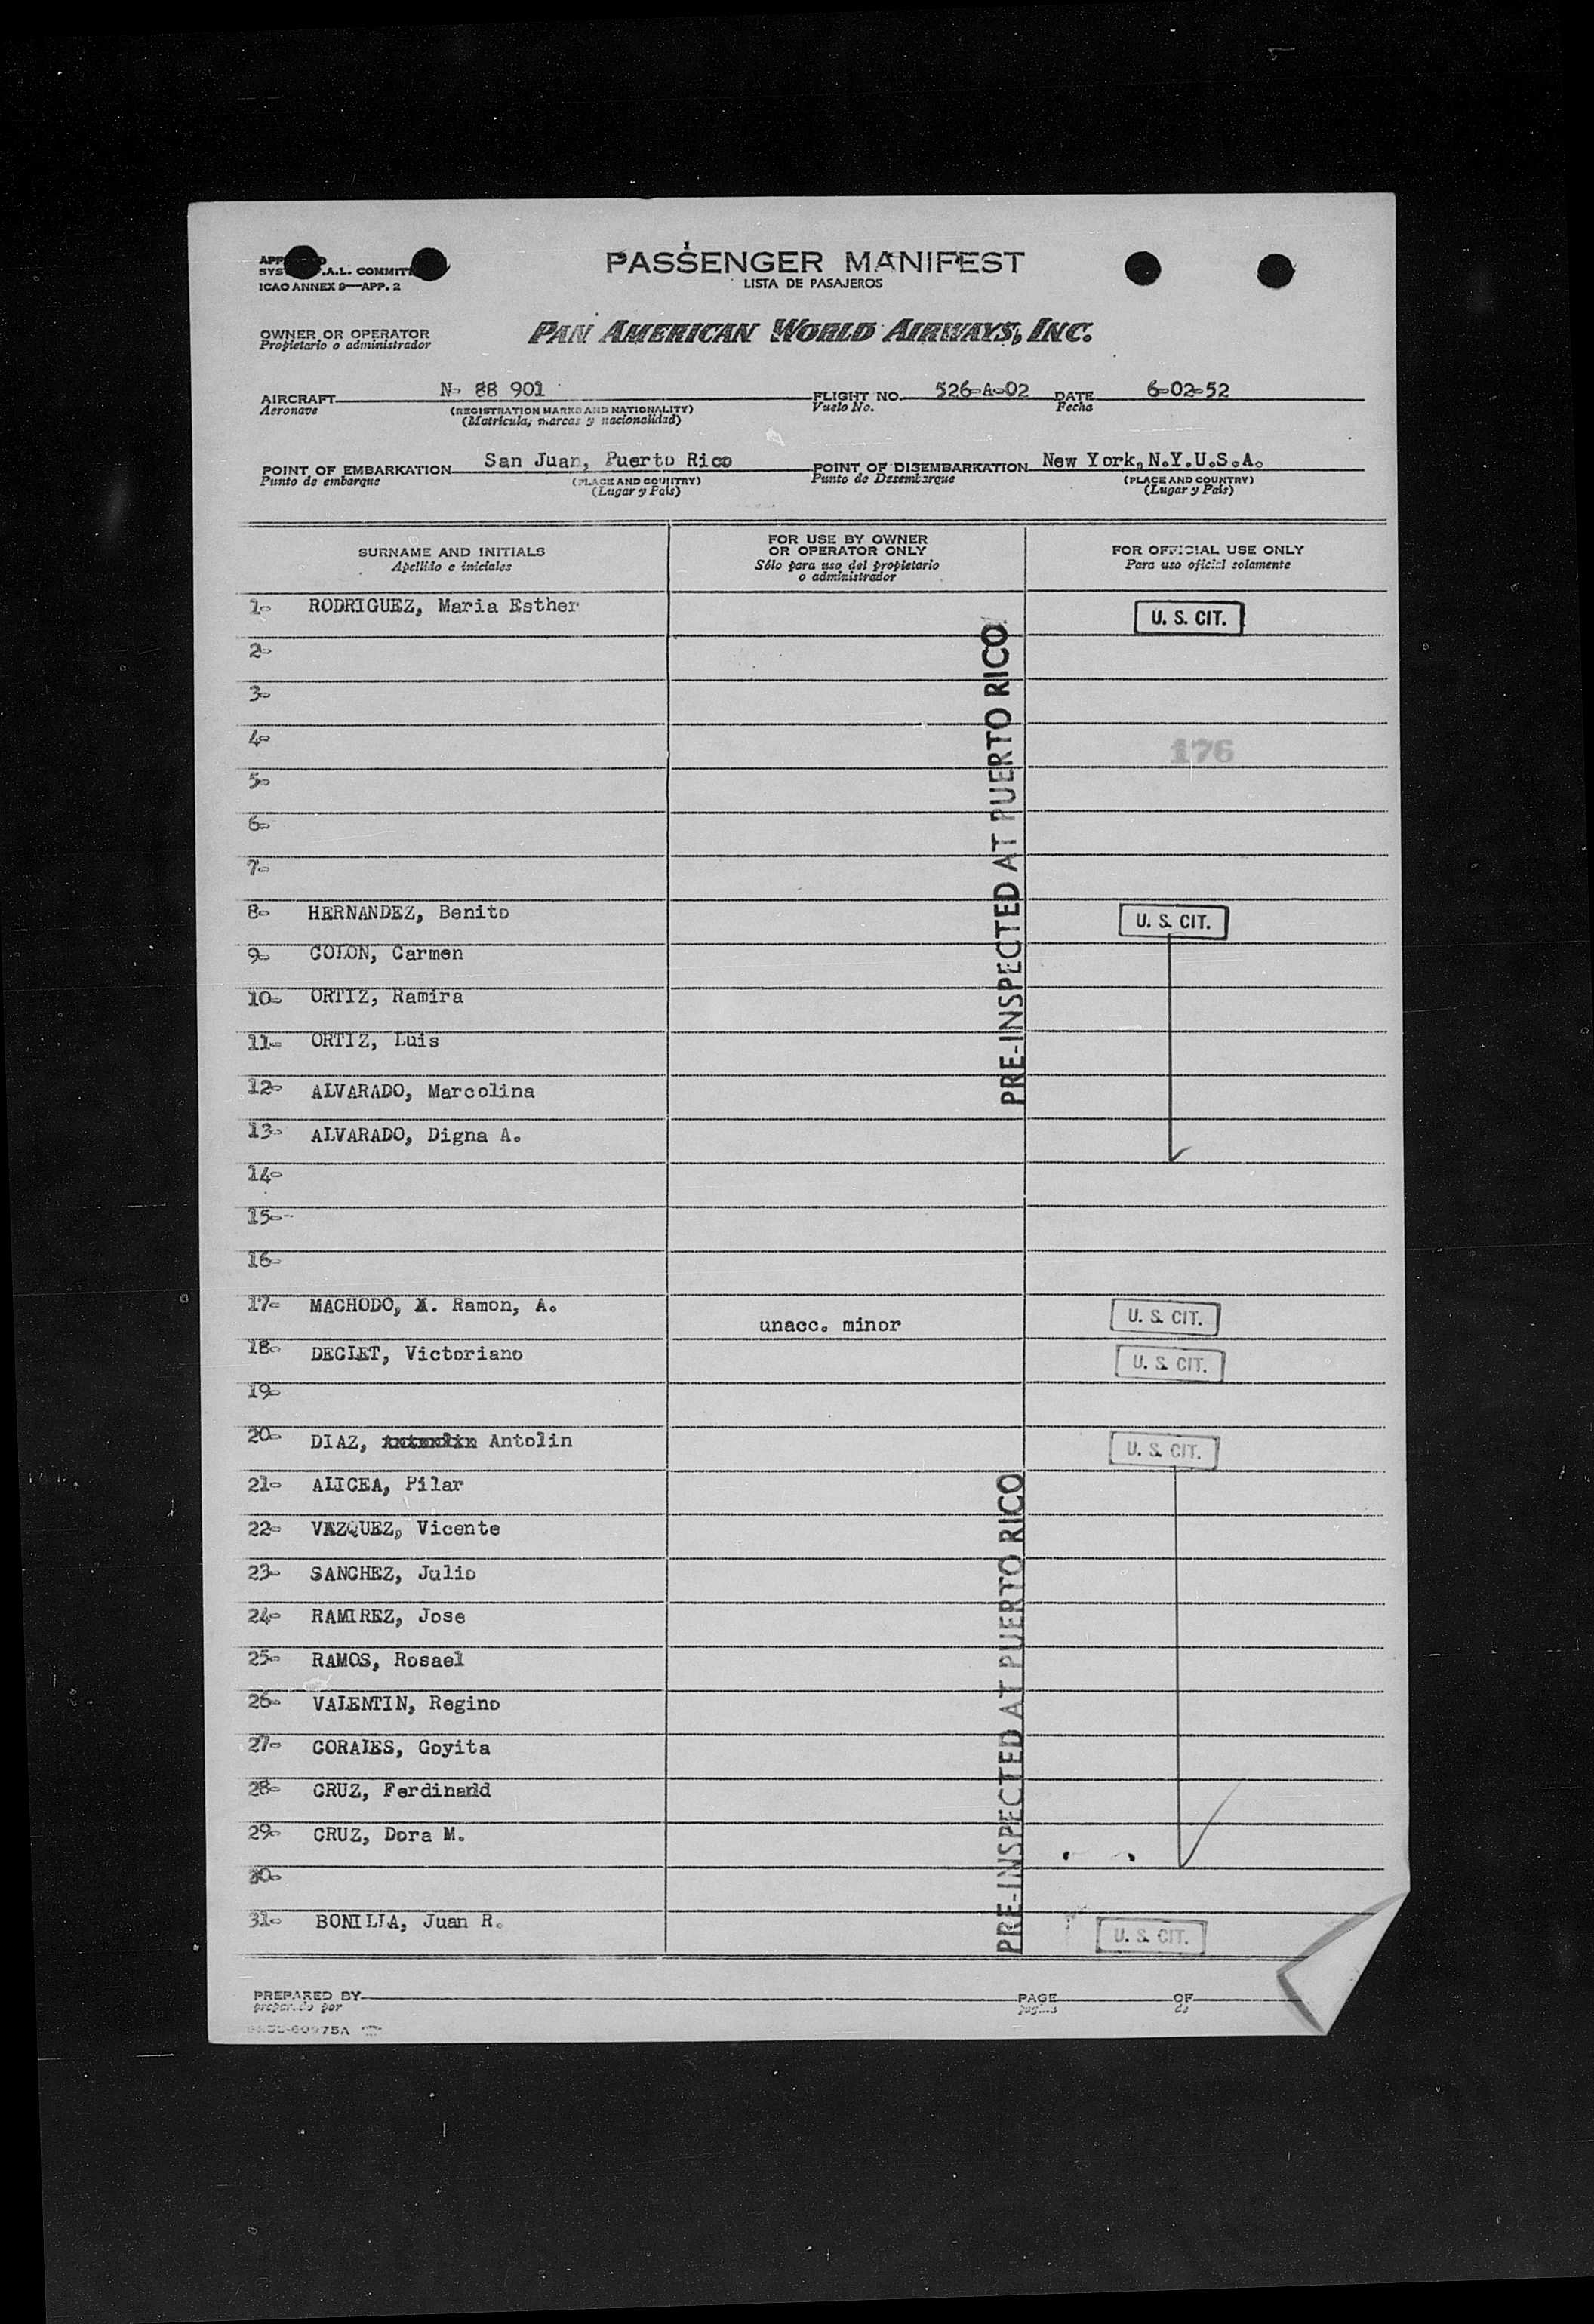 PASSENGER MANIFEST
LISTA DE PASAJEROS
ICAO ANNEX 9—APP. 2
OWNER OR OPERATOR
Propietario o administrador
PAN AMERICAN WORLD AIRWAYS, INC.
AIRCRAFT N- 88 901 FLIGHT NO. 526-A-02 DATE 6-02-52
Aeronave (REGISTRATION MARKS AND NATIONALITY) Vuelo No. Fecha
(Matrícula, marcas y nacionalidad)
POINT OF EMBARKATION San Juan, Puerto Rico POINT OF DISEMBARKATION New York, N.Y.U.S.A.
Punto de embarque (PLACE AND COUNTRY) Punto de Desembarque (PLACE AND COUNTRY)
(Lugar y País) (Lugar y País)
SURNAME AND INITIALS
Apellido e iniciales
FOR USE BY OWNER
OR OPERATOR ONLY
Sólo para uso del propietario
o administrador
FOR OFFICIAL USE ONLY
Para uso oficial solamente
1- RODRIGUEZ, Maria Esther U. S. CIT.
2-
3-
4- 176
5-
6-
7-
PRE-INSPECTED AT PUERTO RICO
8- HERNANDEZ, Benito U. S. CIT.
9- COLON, Carmen
10- ORTIZ, Ramira
11- ORTIZ, Luis
12- ALVARADO, Marcolina
13- ALVARADO, Digna A.
14-
15-
16-
17- MACHODO, Ramon, A. unacc. minor U. S. CIT.
18- DECLET, Victoriano U. S. CIT.
19-
20- DIAZ, Antolin U. S. CIT.
21- ALICEA, Pilar
22- VAZQUEZ, Vicente
23- SANCHEZ, Julio
24- RAMIREZ, Jose
25- RAMOS, Rosael
26- VALENTIN, Regino
27- CORALES, Goyita
28- CRUZ, Ferdinand
29- CRUZ, Dora M.
30-
31- BONILLA, Juan R. U. S. CIT.
PRE-INSPECTED AT PUERTO RICO
PREPARED BY PAGE OF
preparado por pagina de